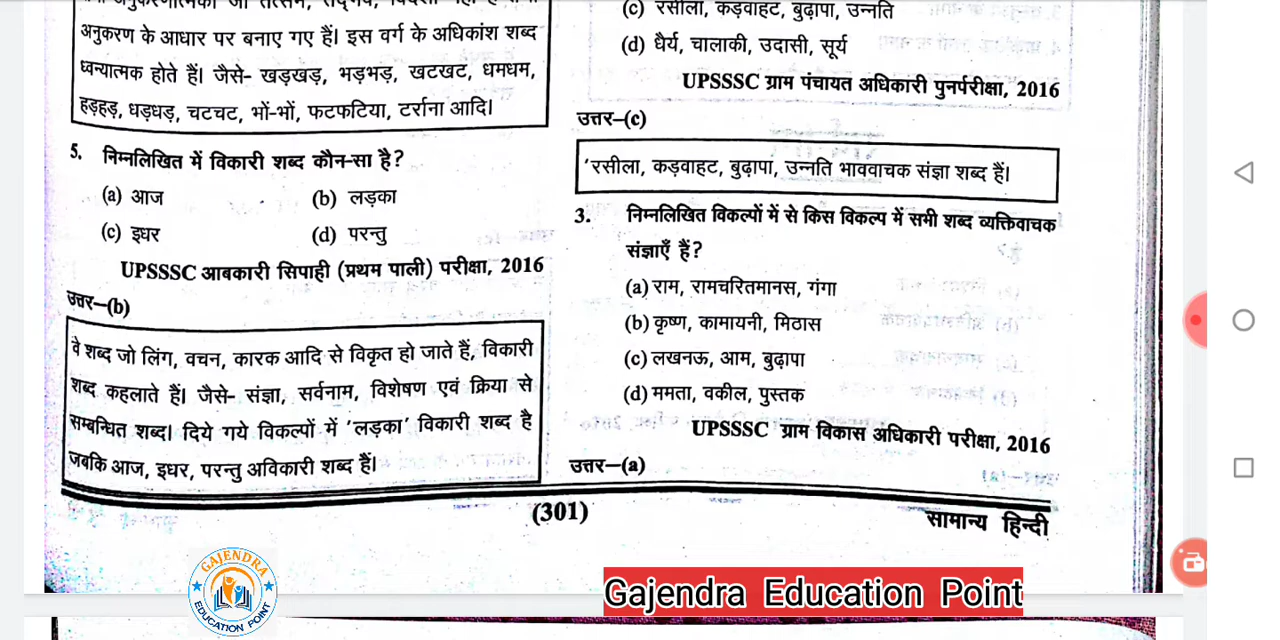 अनुकरण के आधार पर बनाए गए हैं। इस वर्ग के अधिकांश शब्द
ध्वन्यात्मक होते हैं। जैसे- खड़खड़, भड़भड़, खटखट, धमधम,
हड़हड़, धड़धड़, चटचट, भों-भों, फटफटिया, टर्राना आदि।
5. निम्नलिखित में विकारी शब्द कौन-सा है?
(a) आज (b) लड़का
(c) इधर (d) परन्तु
UPSSSC आबकारी सिपाही (प्रथम पाली) परीक्षा, 2016
उत्तर–(b)
वे शब्द जो लिंग, वचन, कारक आदि से विकृत हो जाते हैं, विकारी
शब्द कहलाते हैं। जैसे- संज्ञा, सर्वनाम, विशेषण एवं क्रिया से
सम्बन्धित शब्द। दिये गये विकल्पों में 'लड़का' विकारी शब्द है
जबकि आज, इधर, परन्तु अविकारी शब्द हैं।
(c) रसीला, कड़वाहट, बुढ़ापा, उन्नति
(d) धैर्य, चालाकी, उदासी, सूर्य
UPSSSC ग्राम पंचायत अधिकारी पुनर्परीक्षा, 2016
उत्तर–(c)
'रसीला, कड़वाहट, बुढ़ापा, उन्नति भाववाचक संज्ञा शब्द हैं।
3. निम्नलिखित विकल्पों में से किस विकल्प में सभी शब्द व्यक्तिवाचक
संज्ञाएँ हैं?
(a) राम, रामचरितमानस, गंगा
(b) कृष्ण, कामायनी, मिठास
(c) लखनऊ, आम, बुढ़ापा
(d) ममता, वकील, पुस्तक
UPSSSC ग्राम विकास अधिकारी परीक्षा, 2016
उत्तर–(a)
(301)
सामान्य हिन्दी
GAJENDRA
EDUCATION POINT
Gajendra Education Point